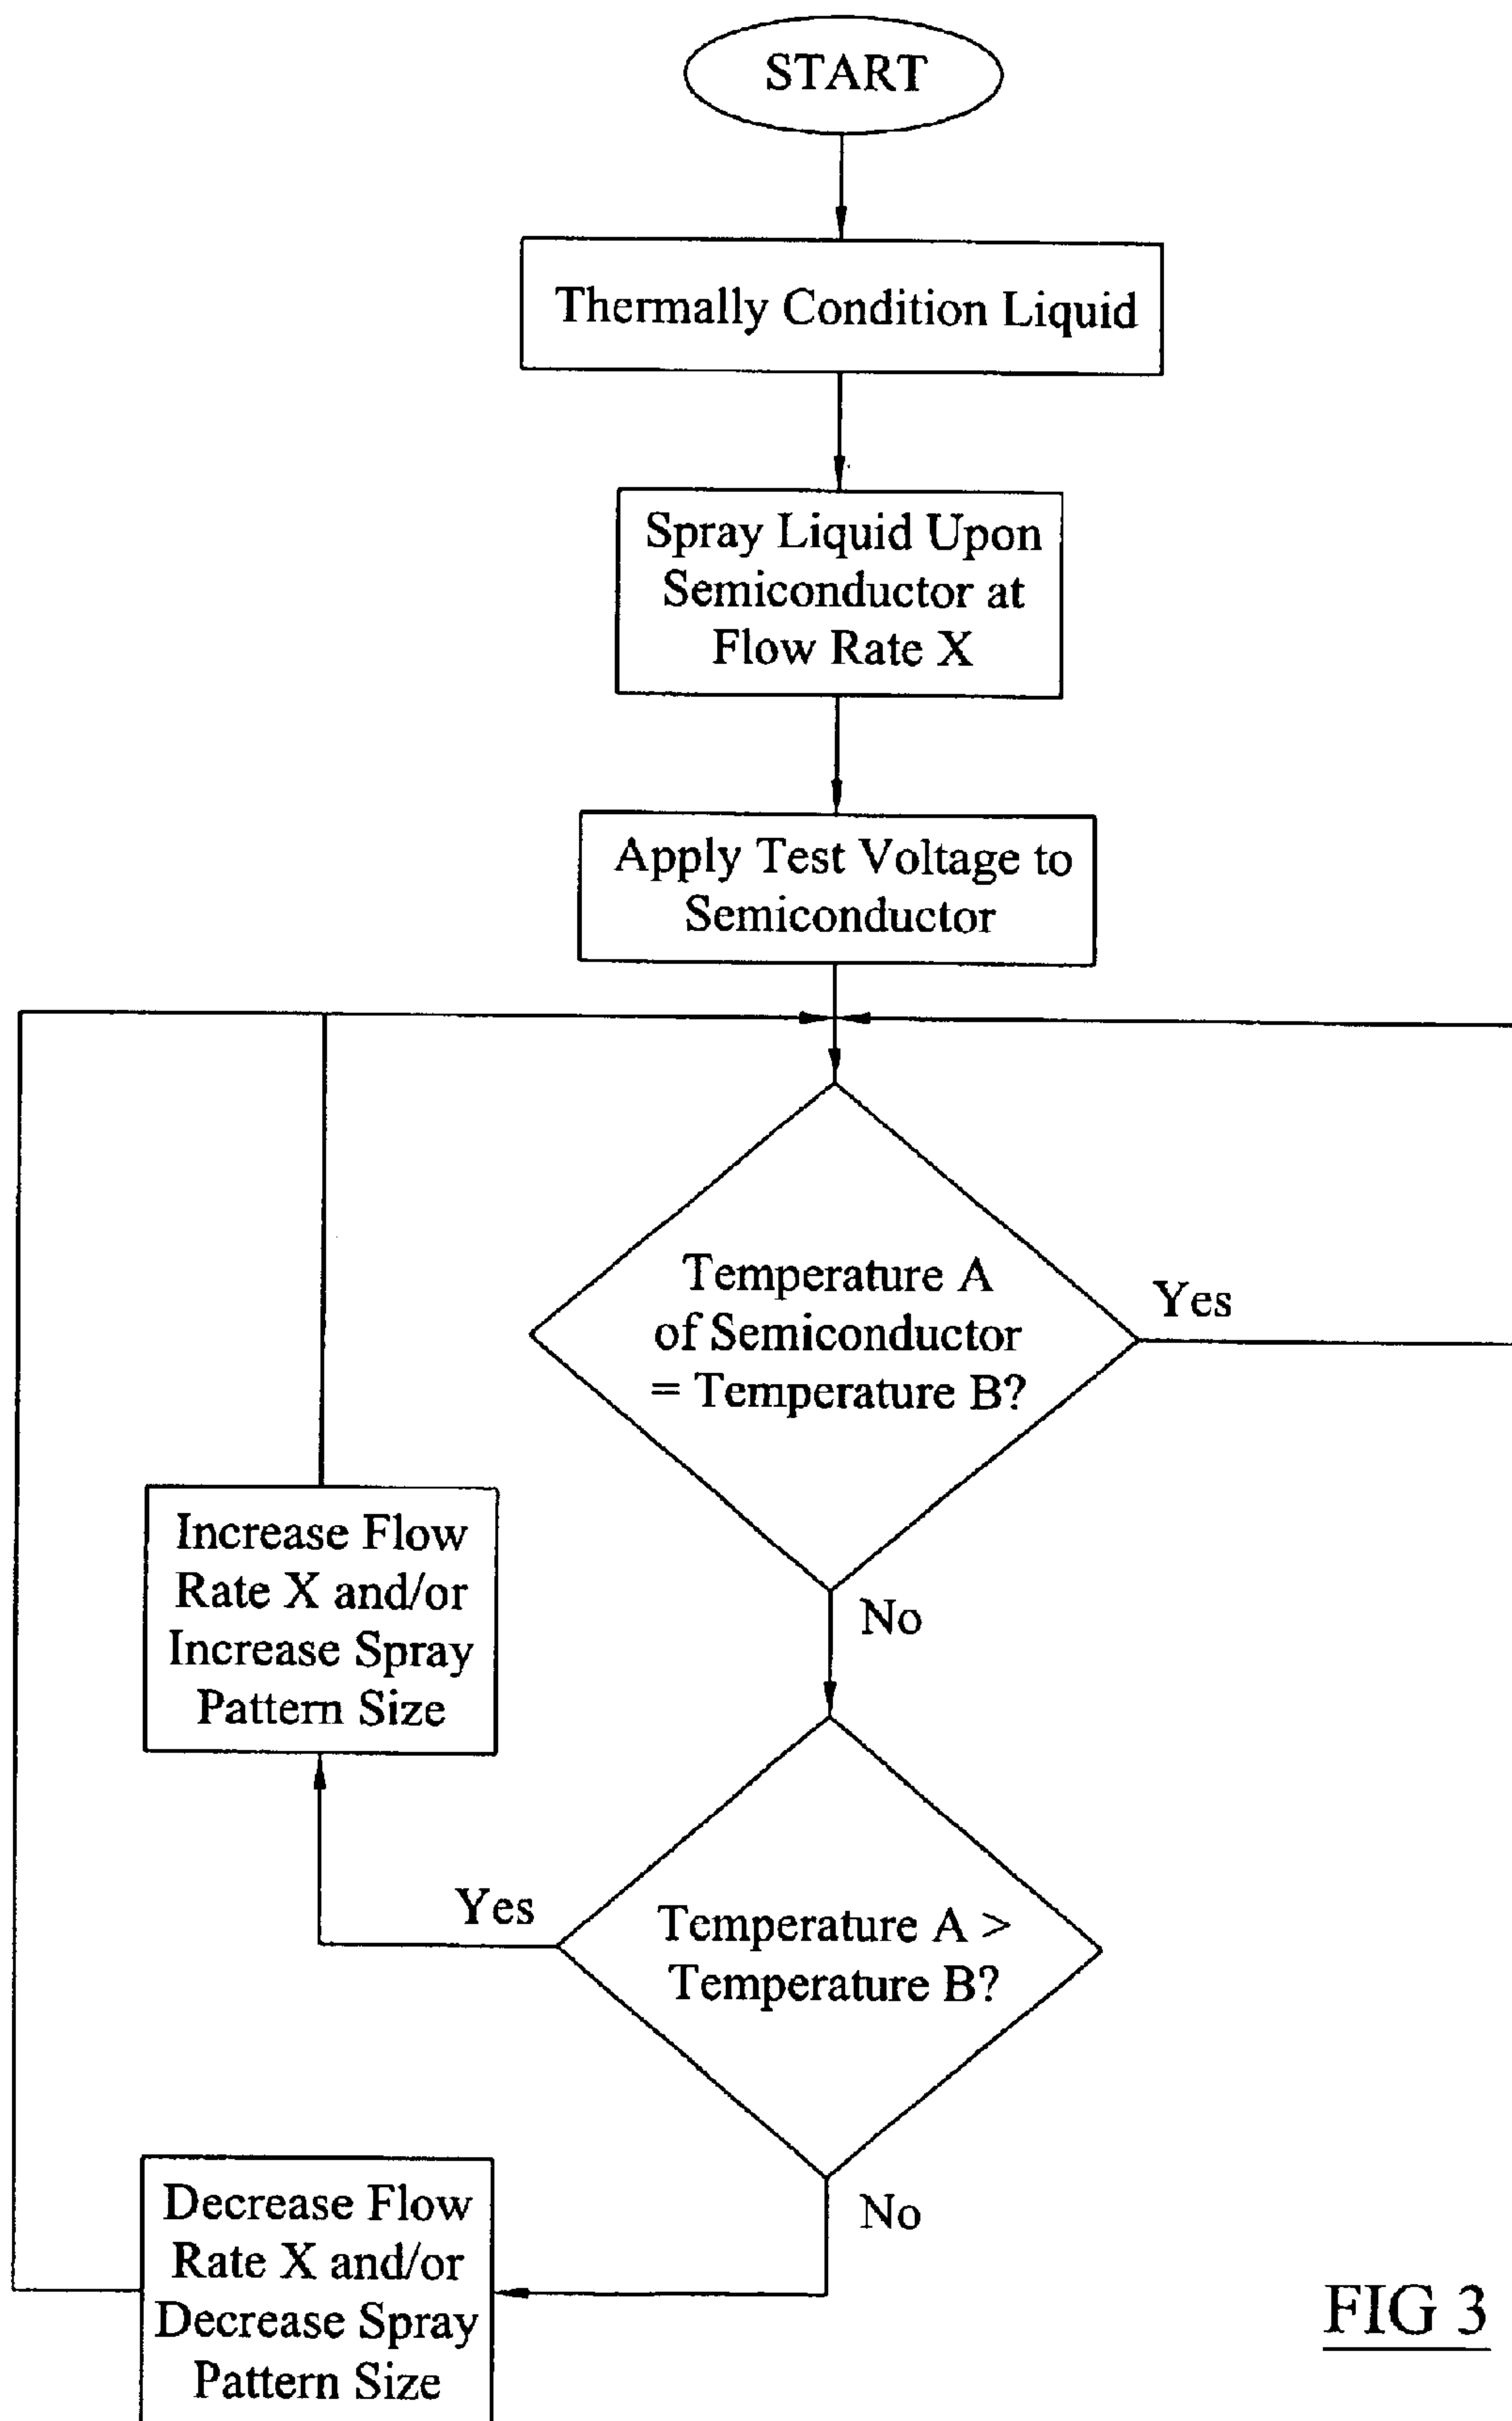 START
Thermally Condition Liquid
Spray Liquid Upon
Semiconductor at
Flow Rate X
Apply Test Voltage to
Semiconductor
Temperature A
of Semiconductor
= Temperature B?
Yes
No
Increase Flow
Rate X and/or
Increase Spray
Pattern Size
Yes
Temperature A >
Temperature B?
No
Decrease Flow
Rate X and/or
Decrease Spray
Pattern Size
FIG 3